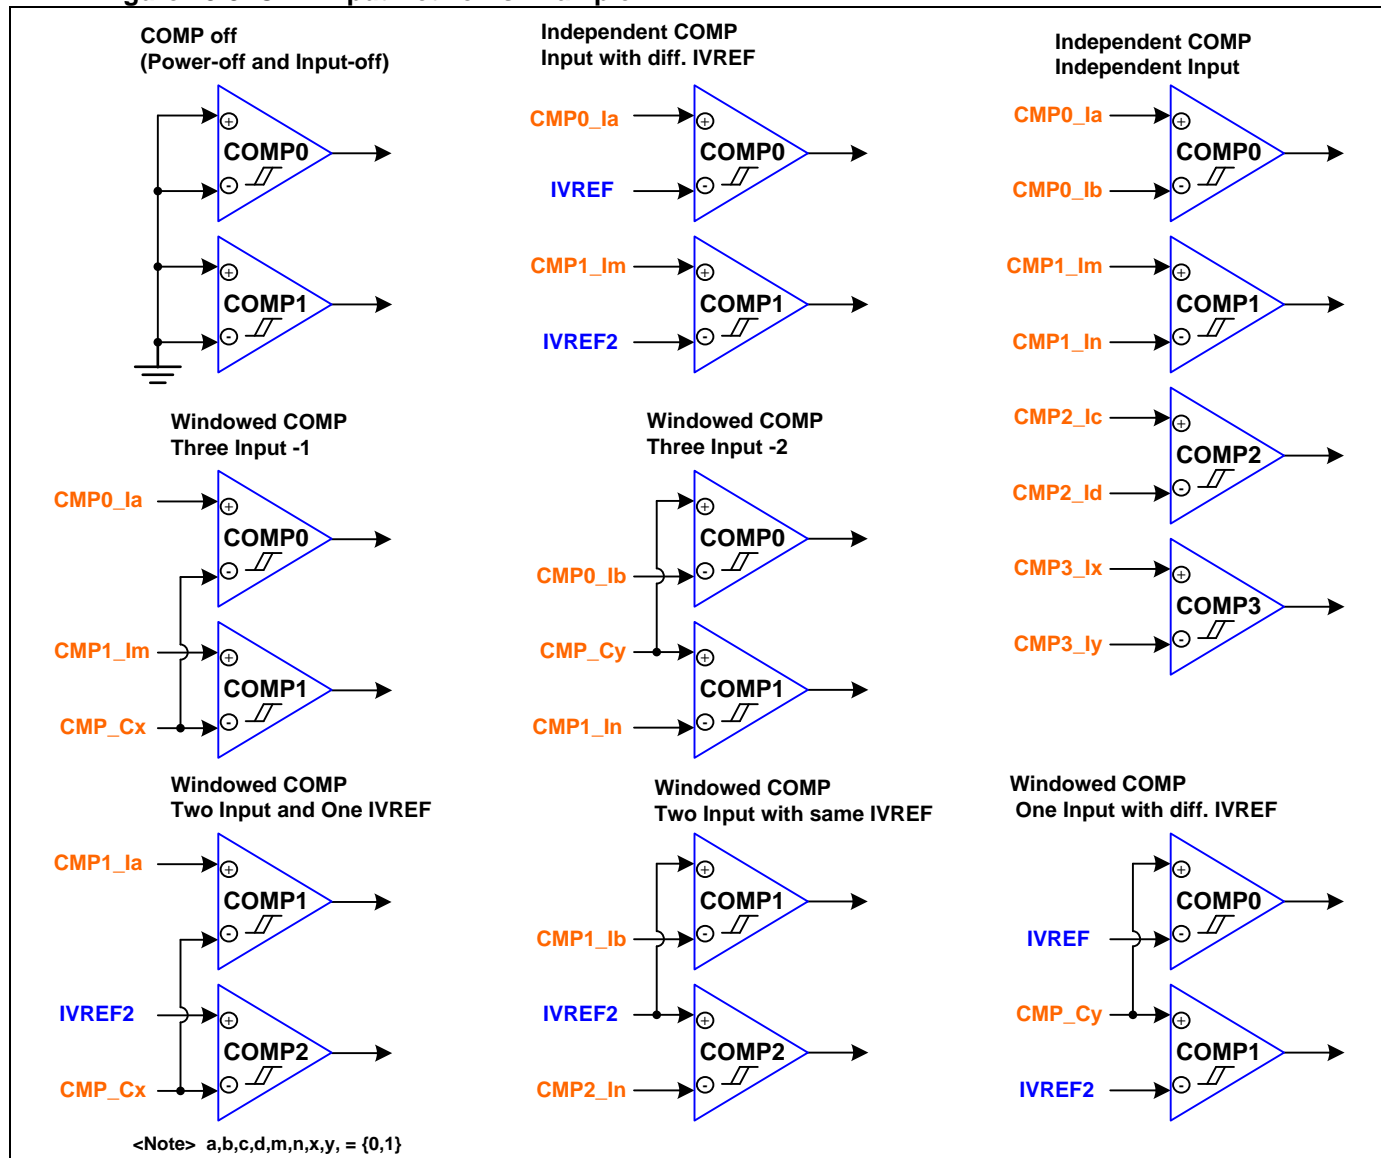 COMP off
(Power-off and Input-off)
COMP0
COMP1
Independent COMP
Input with diff. IVREF
CMP0_Ia
IVREF
COMP0
CMP1_Im
IVREF2
COMP1
Independent COMP
Independent Input
CMP0_Ia
CMP0_Ib
COMP0
CMP1_Im
CMP1_In
COMP1
CMP2_Ic
CMP2_Id
COMP2
CMP3_Ix
CMP3_Iy
COMP3
Windowed COMP
Three Input -1
CMP0_Ia
COMP0
CMP1_Im
CMP_Cx
COMP1
Windowed COMP
Three Input -2
COMP0
CMP0_Ib
CMP_Cy
COMP1
CMP1_In
Windowed COMP
Two Input and One IVREF
CMP1_Ia
COMP1
IVREF2
COMP2
CMP_Cx
Windowed COMP
Two Input with same IVREF
COMP1
CMP1_Ib
IVREF2
COMP2
CMP2_In
Windowed COMP
One Input with diff. IVREF
COMP0
IVREF
CMP_Cy
COMP1
IVREF2
<Note> a,b,c,d,m,n,x,y, = {0,1}